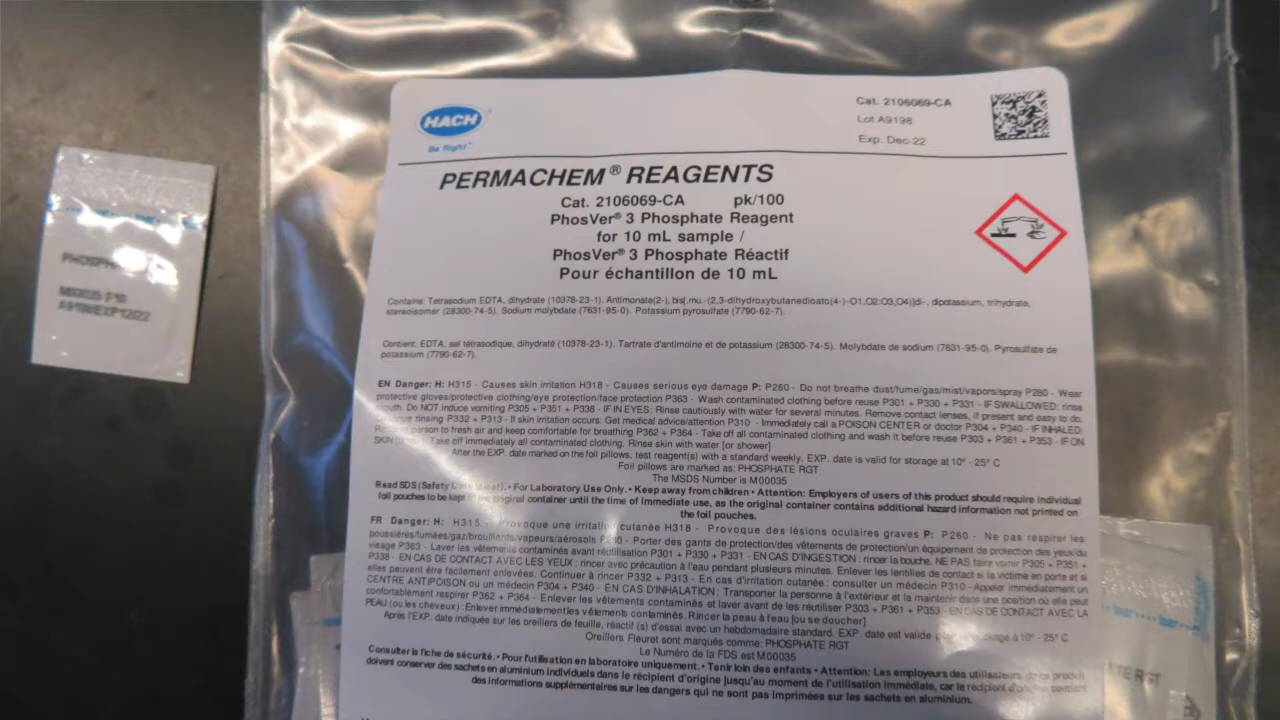 HACH
Be Right™
Cat. 2106069-CA
Lot A9198
Exp. Dec-22
PERMACHEM® REAGENTS
Cat. 2106069-CA pk/100
PhosVer® 3 Phosphate Reagent
for 10 mL sample /
PhosVer® 3 Phosphate Réactif
Pour échantillon de 10 mL
Contains: Tetrasodium EDTA, dihydrate (10378-23-1). Antimonate(2-), bis[.mu.-(2,3-dihydroxybutanedioato(4-)-O1,O2:O3,O4)]di-, dipotassium, trihydrate,
stereoisomer (28300-74-5). Sodium molybdate (7631-95-0). Potassium pyrosulfate (7790-62-7).
Contient: EDTA, sel tétrasodique, dihydraté (10378-23-1). Tartrate d'antimoine et de potassium (28300-74-5). Molybdate de sodium (7631-95-0). Pyrosulfate de
potassium (7790-62-7).
EN Danger: H: H315 - Causes skin irritation H318 - Causes serious eye damage P: P260 - Do not breathe dust/fume/gas/mist/vapors/spray P280 - Wear
protective gloves/protective clothing/eye protection/face protection P363 - Wash contaminated clothing before reuse P301 + P330 + P331 - IF SWALLOWED: rinse
mouth. Do NOT induce vomiting P305 + P351 + P338 - IF IN EYES: Rinse cautiously with water for several minutes. Remove contact lenses, if present and easy to do.
rinsing P332 + P313 - If skin irritation occurs: Get medical advice/attention P310 - Immediately call a POISON CENTER or doctor P304 + P340 - IF INHALED:
person to fresh air and keep comfortable for breathing P362 + P364 - Take off all contaminated clothing and wash it before reuse P303 + P361 + P353 - IF ON
SKIN Take off immediately all contaminated clothing. Rinse skin with water [or shower]
After the EXP. date marked on the foil pillows, test reagent(s) with a standard weekly. EXP. date is valid for storage at 10° - 25° C
Foil pillows are marked as: PHOSPHATE RGT
The MSDS Number is M00035
Read SDS (Safety Data Sheet). • For Laboratory Use Only. • Keep away from children • Attention: Employers of users of this product should require individual
foil pouches to be kept in the original container until the time of immediate use, as the original container contains additional hazard information not printed on
the foil pouches.
FR Danger: H: H315 - Provoque une irritation cutanée H318 - Provoque des lésions oculaires graves P: P260 - Ne pas respirer les
poussières/fumées/gaz/brouillards/vapeurs/aérosols P280 - Porter des gants de protection/des vêtements de protection/un équipement de protection des yeux/du
visage P363 - Laver les vêtements contaminés avant réutilisation P301 + P330 + P331 - EN CAS D'INGESTION: rincer la bouche. NE PAS faire vomir P305 + P351 +
P338 - EN CAS DE CONTACT AVEC LES YEUX: rincer avec précaution à l'eau pendant plusieurs minutes. Enlever les lentilles de contact si la victime en porte et si
elles peuvent être facilement enlevées. Continuer à rincer P332 + P313 - En cas d'irritation cutanée: consulter un médecin P310 - Appeler immédiatement un
CENTRE ANTIPOISON ou un médecin P304 + P340 - EN CAS D'INHALATION: Transporter la personne à l'extérieur et la maintenir dans une position où elle peut
confortablement respirer P362 + P364 - Enlever les vêtements contaminés et laver avant de les réutiliser P303 + P361 + P353 - EN CAS DE CONTACT AVEC LA
PEAU (ou les cheveux): Enlever immédiatement les vêtements contaminés. Rincer la peau à l'eau [ou se doucher]
Après l'EXP. date indiquée sur les oreillers de feuille, réactif (s) d'essai avec un hebdomadaire standard. EXP. date est valide à 10° - 25° C
Oreillers Fleuret sont marqués comme: PHOSPHATE RGT
Le Numéro de la FDS est M00035
Consulter la fiche de sécurité. • Pour l'utilisation en laboratoire uniquement. • Tenir loin des enfants • Attention: Les employeurs des utilisateurs de ce produit
doivent conserver des sachets en aluminium individuels dans le récipient d'origine jusqu'au moment de l'utilisation immédiate, car le récipient d'origine contient
des informations supplémentaires sur les dangers qui ne sont pas imprimées sur les sachets en aluminium.
A9198EXP12/22
RGT